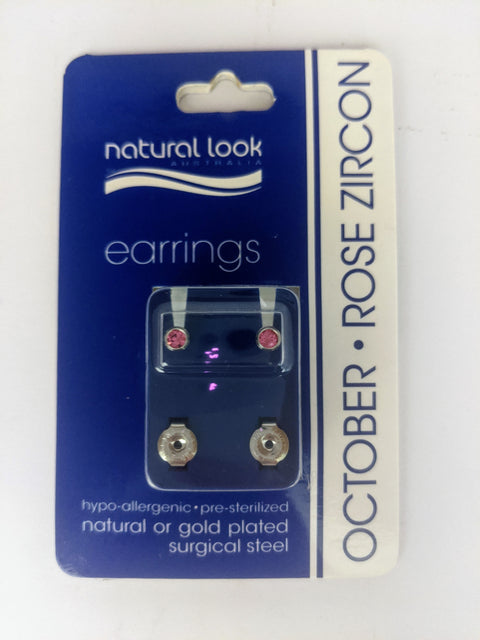 natural look
AUSTRALIA
earrings
hypo-allergenic • pre-sterilized
natural or gold plated
surgical steel
OCTOBER • ROSE ZIRCON